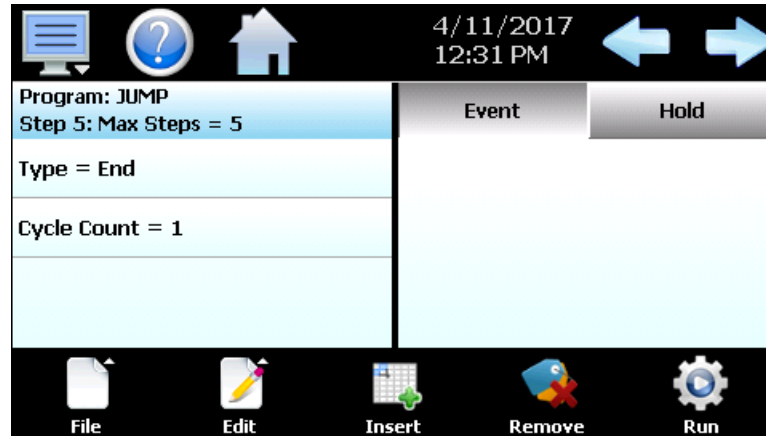 4/11/2017
12:31 PM
Program: JUMP
Step 5: Max Steps = 5
Type = End
Cycle Count = 1
Event
Hold
File
Edit
Insert
Remove
Run